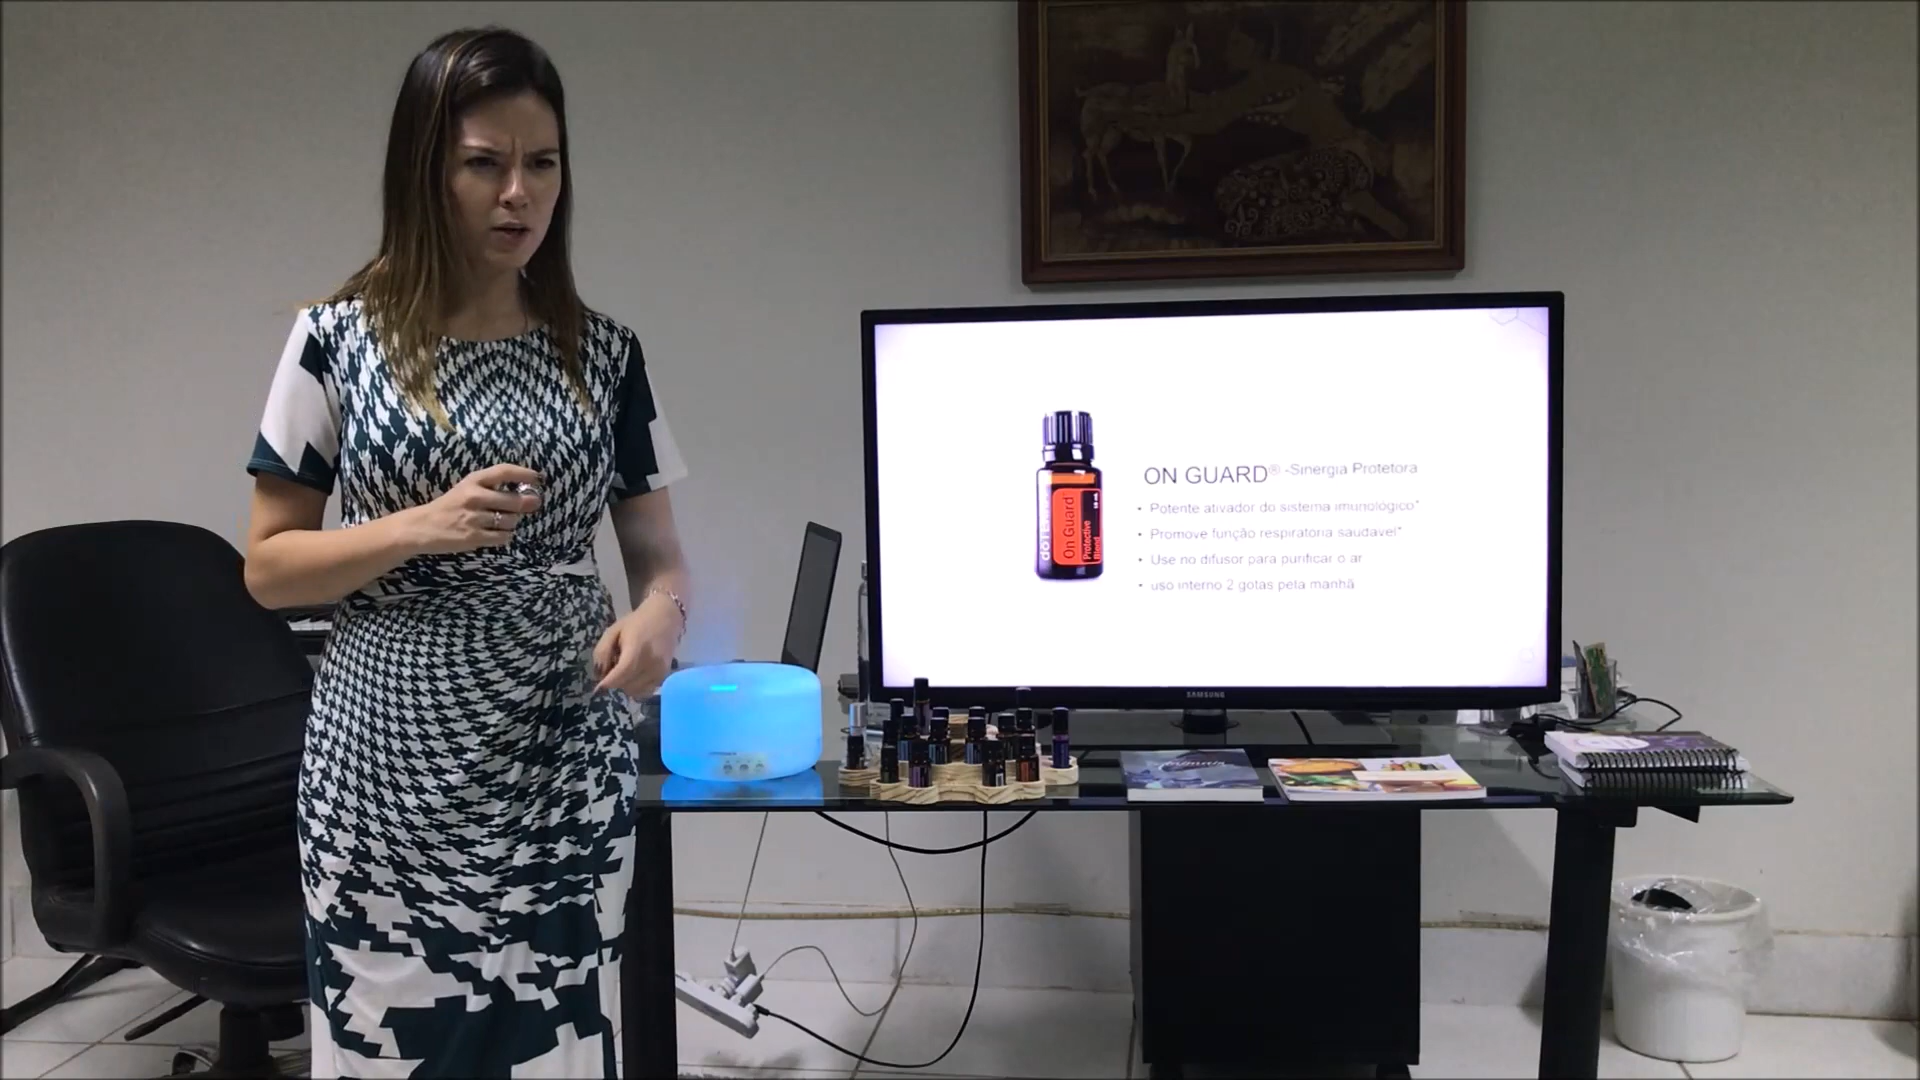 ON GUARD® -Sinergia Protetora
• Potente ativador do sistema imunológico*
• Promove função respiratória saudavel*
• Use no difusor para purificar o ar
• uso interno 2 gotas pela manhã
On Guard
Protective
Blend
SAMSUNG